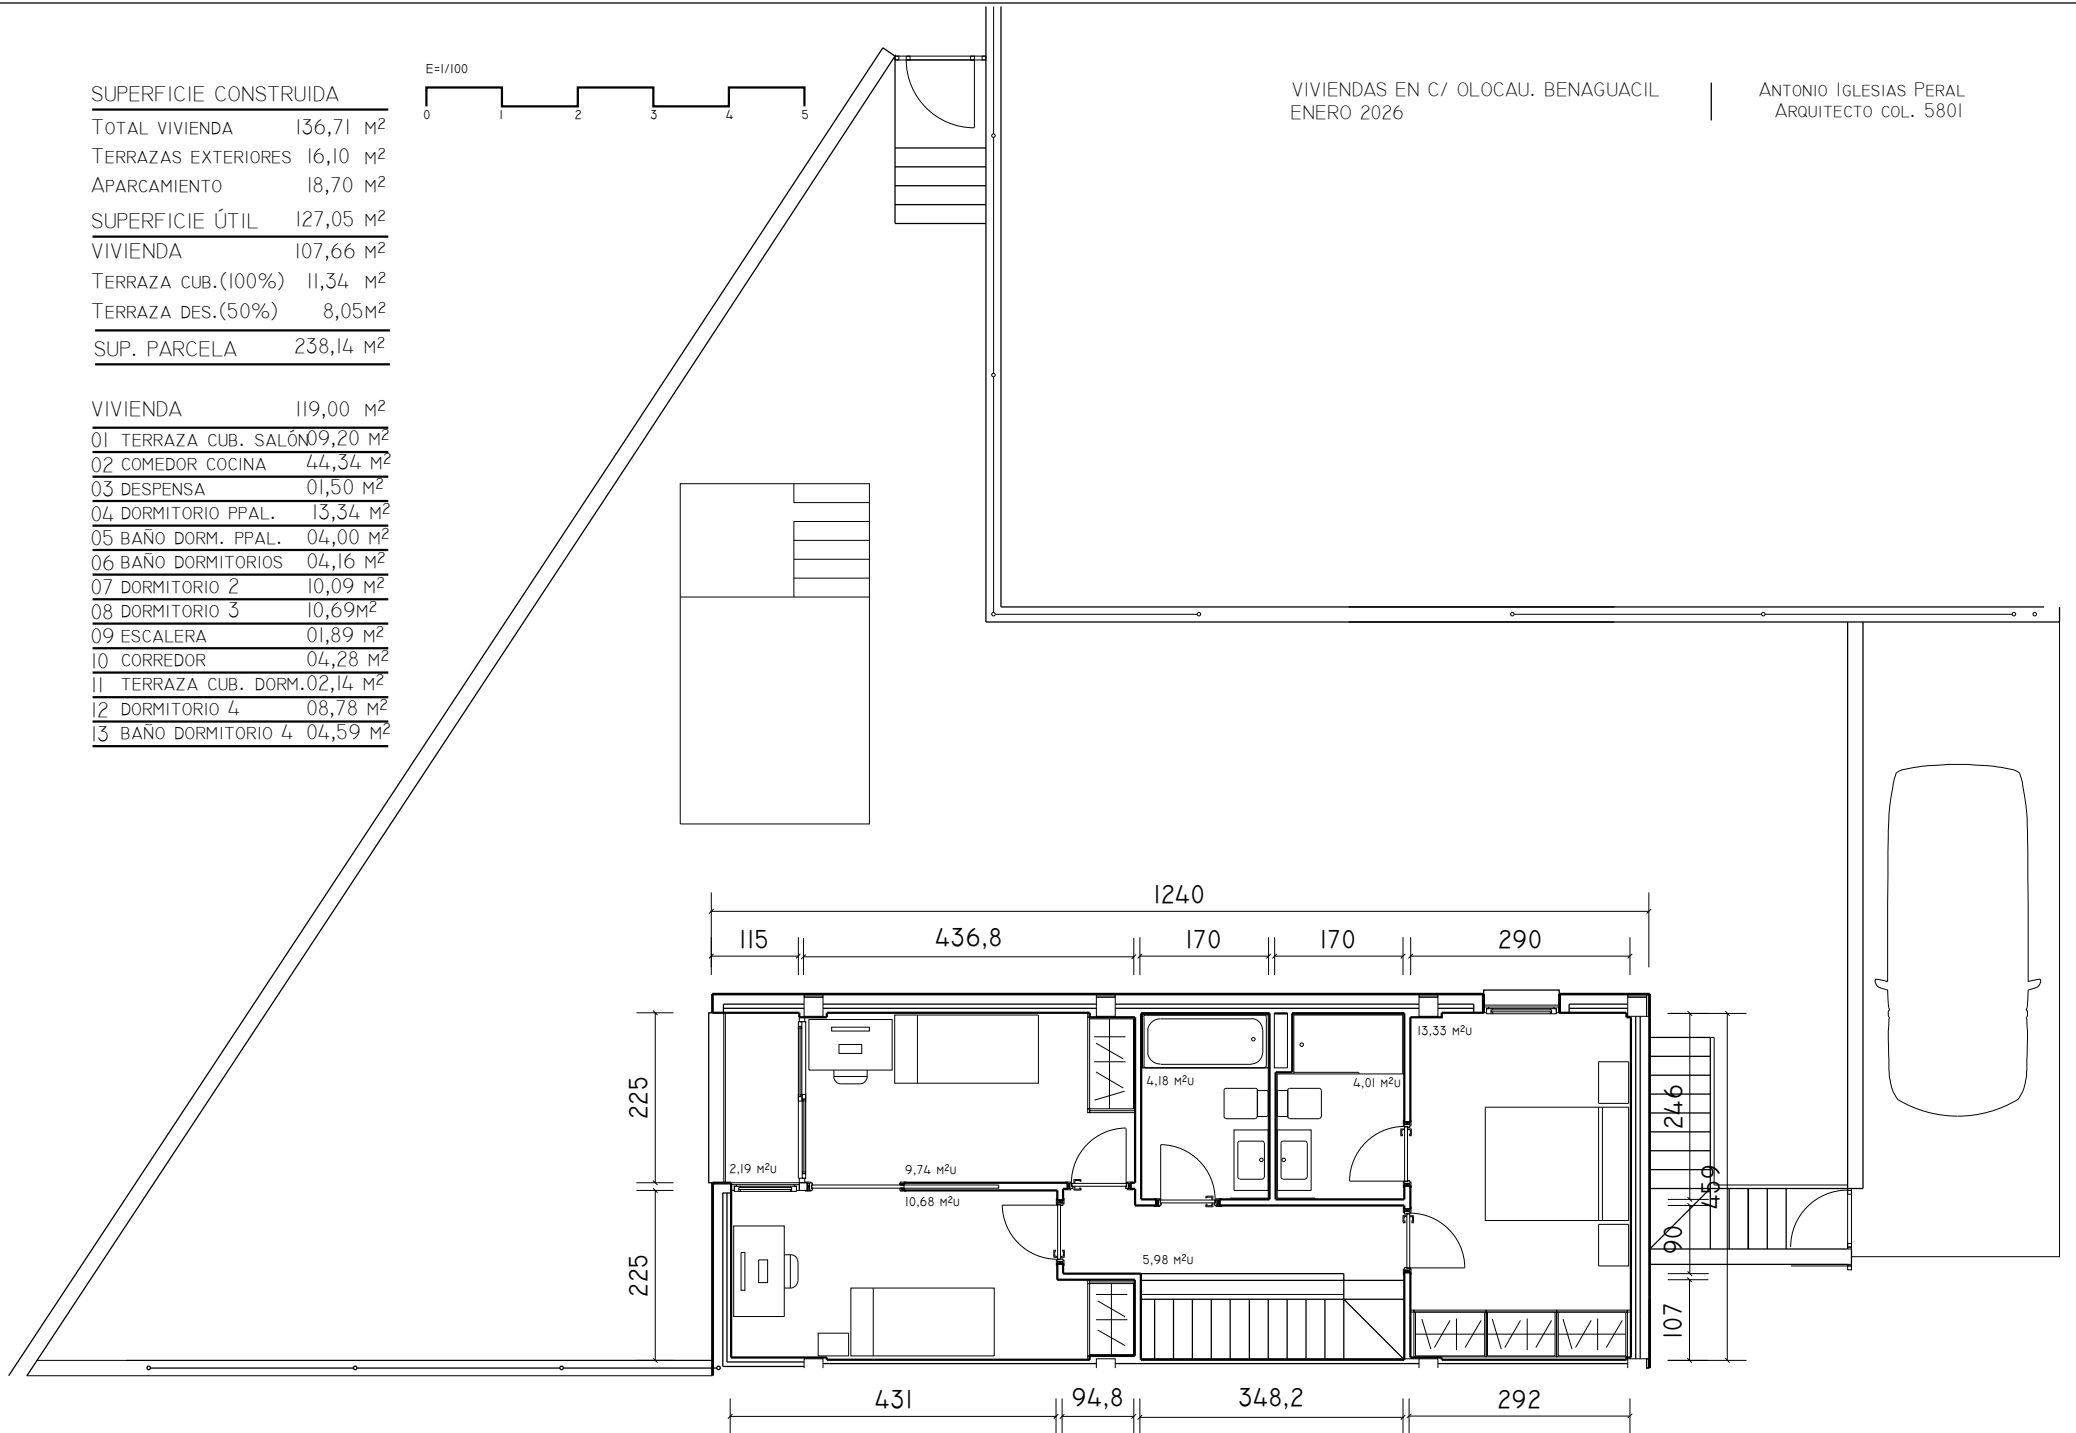 SUPERFICIE CONSTRUIDA
TOTAL VIVIENDA 136,71 M²
TERRAZAS EXTERIORES 16,10 M²
APARCAMIENTO 18,70 M²
SUPERFICIE ÚTIL 127,05 M²
VIVIENDA 107,66 M²
TERRAZA CUB.(100%) 11,34 M²
TERRAZA DES.(50%) 8,05M²
SUP. PARCELA 238,14 M²
VIVIENDA 119,00 M²
01 TERRAZA CUB. SALÓN 09,20 M²
02 COMEDOR COCINA 44,34 M²
03 DESPENSA 01,50 M²
04 DORMITORIO PPAL. 13,34 M²
05 BAÑO DORM. PPAL. 04,00 M²
06 BAÑO DORMITORIOS 04,16 M²
07 DORMITORIO 2 10,09 M²
08 DORMITORIO 3 10,69M²
09 ESCALERA 01,89 M²
10 CORREDOR 04,28 M²
11 TERRAZA CUB. DORM. 02,14 M²
12 DORMITORIO 4 08,78 M²
13 BAÑO DORMITORIO 4 04,59 M²
E=1/100
0 1 2 3 4 5
VIVIENDAS EN C/ OLOCAU. BENAGUACIL
ENERO 2026
ANTONIO IGLESIAS PERAL
ARQUITECTO COL. 5801
1240
115 436,8 170 170 290
225
225
13,33 M²U
4,18 M²U
4,01 M²U
2,19 M²U
9,74 M²U
10,68 M²U
5,98 M²U
246
459
90
107
431 94,8 348,2 292